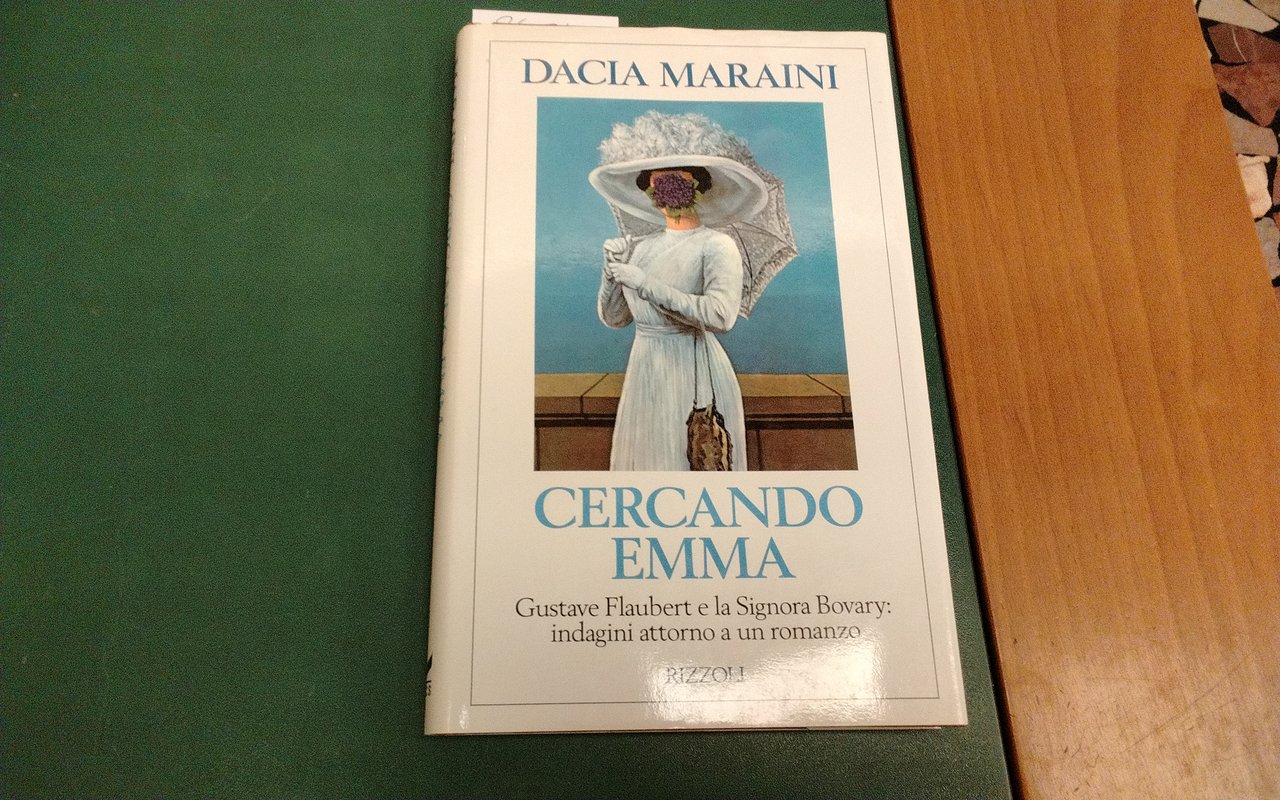 DACIA MARAINI
CERCANDO
EMMA
Gustave Flaubert e la Signora Bovary:
indagini attorno a un romanzo
RIZZOLI